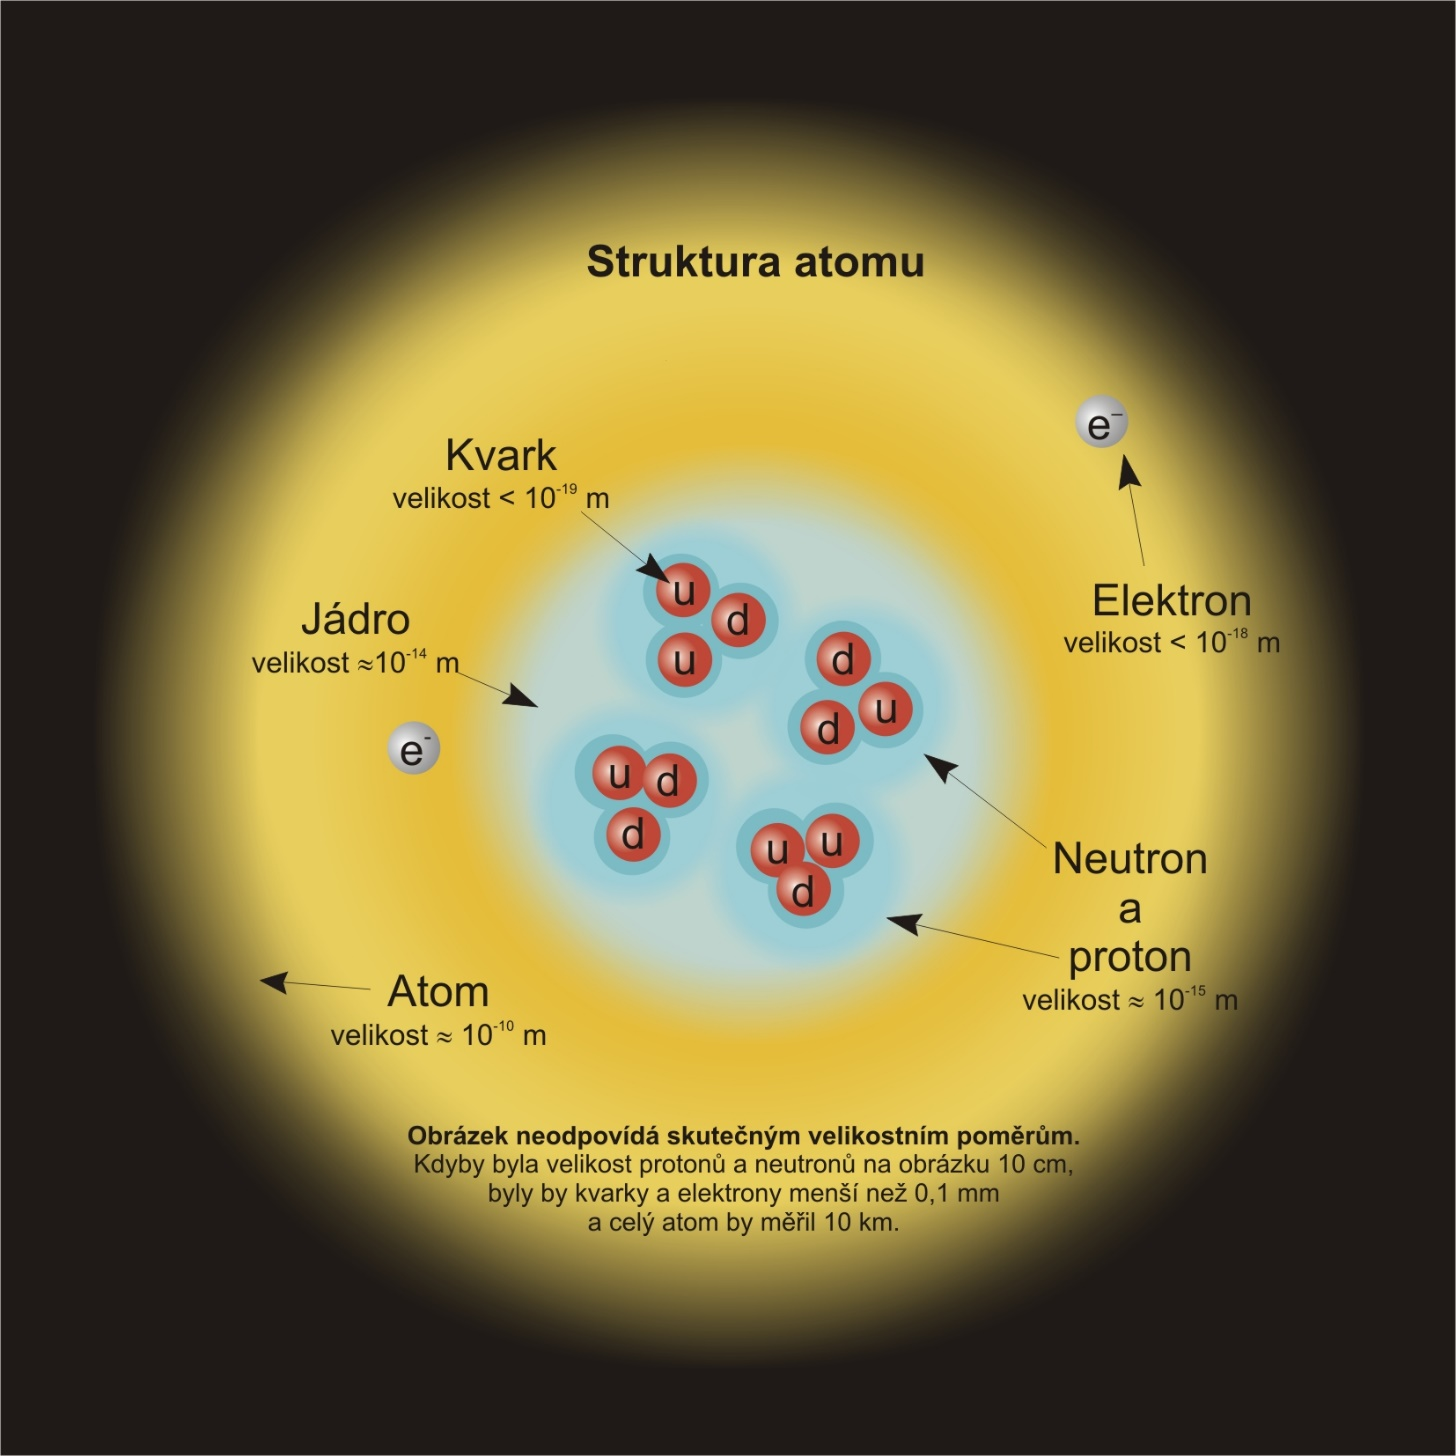 Struktura atomu
e⁻
Kvark
velikost < 10⁻¹⁹ m
u
d
u
Jádro
velikost ≈10⁻¹⁴ m
Elektron
velikost < 10⁻¹⁸ m
d
u
d
e⁻
u d
d
u u
d
Neutron
a
proton
velikost ≈ 10⁻¹⁵ m
Atom
velikost ≈ 10⁻¹⁰ m
Obrázek neodpovídá skutečným velikostním poměrům.
Kdyby byla velikost protonů a neutronů na obrázku 10 cm,
byly by kvarky a elektrony menší než 0,1 mm
a celý atom by měřil 10 km.